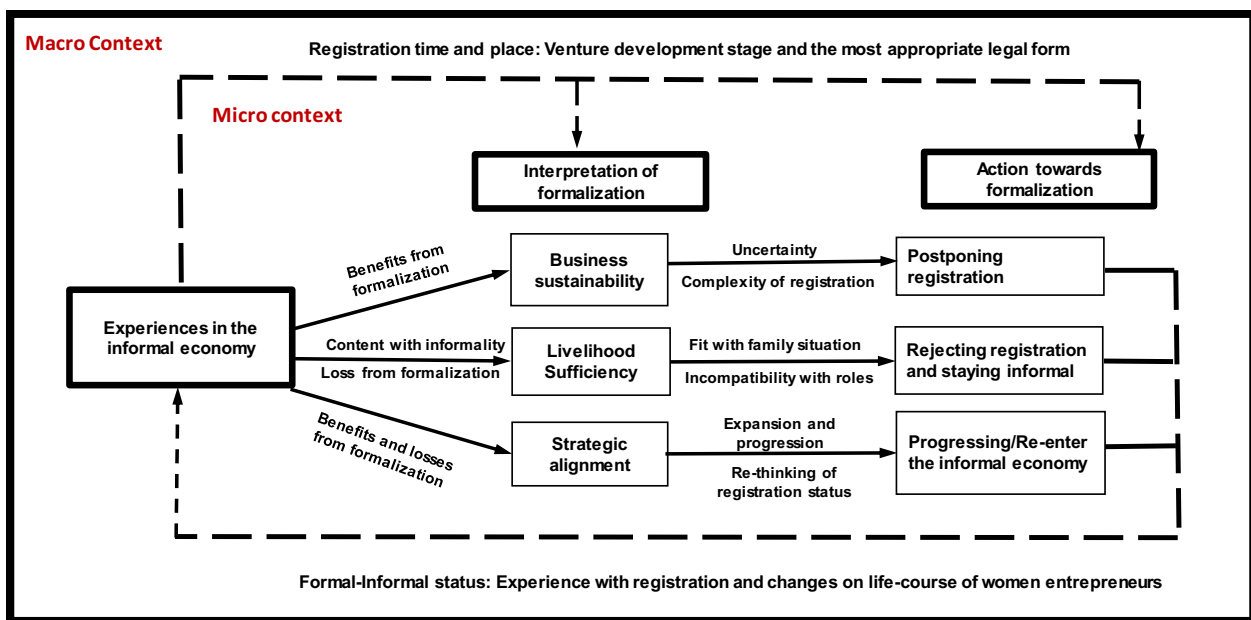 Macro Context
Registration time and place: Venture development stage and the most appropriate legal form
Micro context
Interpretation of
formalization
Action towards
formalization
Experiences in the
informal economy
Benefits from
formalization
Business
sustainability
Uncertainty
Complexity of registration
Postponing
registration
Content with informality
Loss from formalization
Livelihood
Sufficiency
Fit with family situation
Incompatibility with roles
Rejecting registration
and staying informal
Benefits and losses
from formalization
Strategic
alignment
Expansion and
progression
Re-thinking of
registration status
Progressing/Re-enter
the informal economy
Formal-Informal status: Experience with registration and changes on life-course of women entrepreneurs